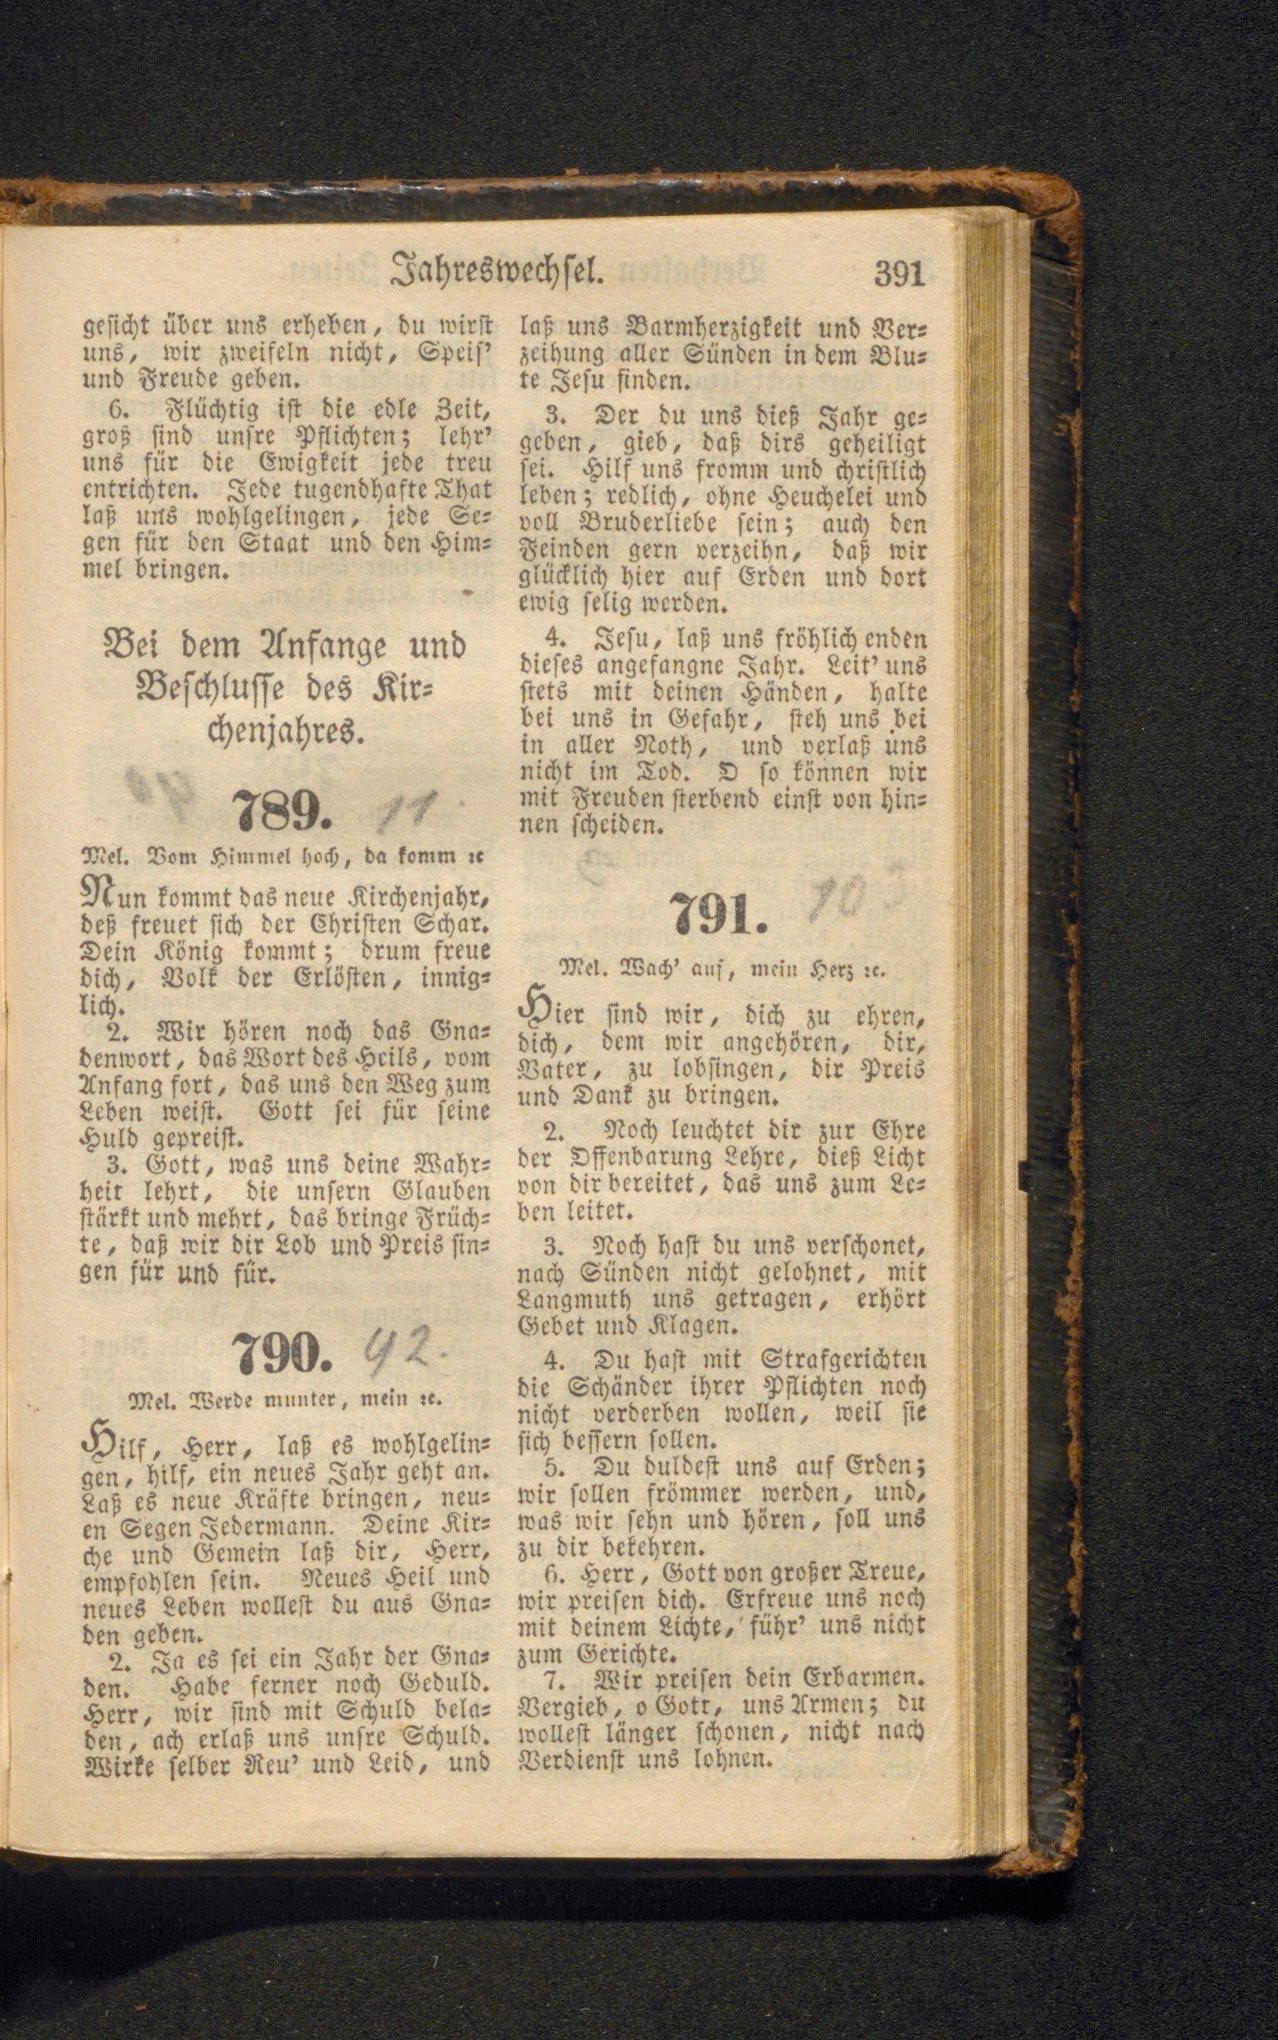 Jahreswechsel. 391
gesicht über uns erheben, du wirst
uns, wir zweifeln nicht, Speis'
und Freude geben.
6. Flüchtig ist die edle Zeit,
groß sind unsre Pflichten; lehr'
uns für die Ewigkeit jede treu
entrichten. Jede tugendhafte That
laß uns wohlgelingen, jede Se-
gen für den Staat und den Him-
mel bringen.
Bei dem Anfange und
Beschlusse des Kir-
chenjahres.
789. 11.
Mel. Vom Himmel hoch, da komm ꝛc
Nun kommt das neue Kirchenjahr,
deß freuet sich der Christen Schar.
Dein König kommt; drum freue
dich, Volk der Erlösten, innig-
lich.
2. Wir hören noch das Gna-
denwort, das Wort des Heils, vom
Anfang fort, das uns den Weg zum
Leben weist. Gott sei für seine
Huld gepreist.
3. Gott, was uns deine Wahr-
heit lehrt, die unsern Glauben
stärkt und mehrt, das bringe Früch-
te, daß wir dir Lob und Preis sin-
gen für und für.
790. 42.
Mel. Werde munter, mein ꝛc.
Hilf, Herr, laß es wohlgelin-
gen, hilf, ein neues Jahr geht an.
Laß es neue Kräfte bringen, neu-
en Segen Jedermann. Deine Kir-
che und Gemein laß dir, Herr,
empfohlen sein. Neues Heil und
neues Leben wollest du aus Gna-
den geben.
2. Ja es sei ein Jahr der Gna-
den. Habe ferner noch Geduld.
Herr, wir sind mit Schuld bela-
den, ach erlaß uns unsre Schuld.
Wirke selber Reu' und Leid, und
laß uns Barmherzigkeit und Ver-
zeihung aller Sünden in dem Blu-
te Jesu finden.
3. Der du uns dieß Jahr ge-
geben, gieb, daß dirs geheiligt
sei. Hilf uns fromm und christlich
leben; redlich, ohne Heuchelei und
voll Bruderliebe sein; auch den
Feinden gern verzeihn, daß wir
glücklich hier auf Erden und dort
ewig selig werden.
4. Jesu, laß uns fröhlich enden
dieses angefangne Jahr. Leit' uns
stets mit deinen Händen, halte
bei uns in Gefahr, steh uns bei
in aller Noth, und verlaß uns
nicht im Tod. O so können wir
mit Freuden sterbend einst von hin-
nen scheiden.
791. 103
Mel. Wach' auf, mein Herz ꝛc.
Hier sind wir, dich zu ehren,
dich, dem wir angehören, dir,
Vater, zu lobsingen, dir Preis
und Dank zu bringen.
2. Noch leuchtet dir zur Ehre
der Offenbarung Lehre, dieß Licht
von dir bereitet, das uns zum Le-
ben leitet.
3. Noch hast du uns verschonet,
nach Sünden nicht gelohnet, mit
Langmuth uns getragen, erhört
Gebet und Klagen.
4. Du hast mit Strafgerichten
die Schänder ihrer Pflichten noch
nicht verderben wollen, weil sie
sich bessern sollen.
5. Du duldest uns auf Erden;
wir sollen frömmer werden, und,
was wir sehn und hören, soll uns
zu dir bekehren.
6. Herr, Gott von großer Treue,
wir preisen dich. Erfreue uns noch
mit deinem Lichte, führ' uns nicht
zum Gerichte.
7. Wir preisen dein Erbarmen.
Vergieb, o Gott, uns Armen; du
wollest länger schonen, nicht nach
Verdienst uns lohnen.